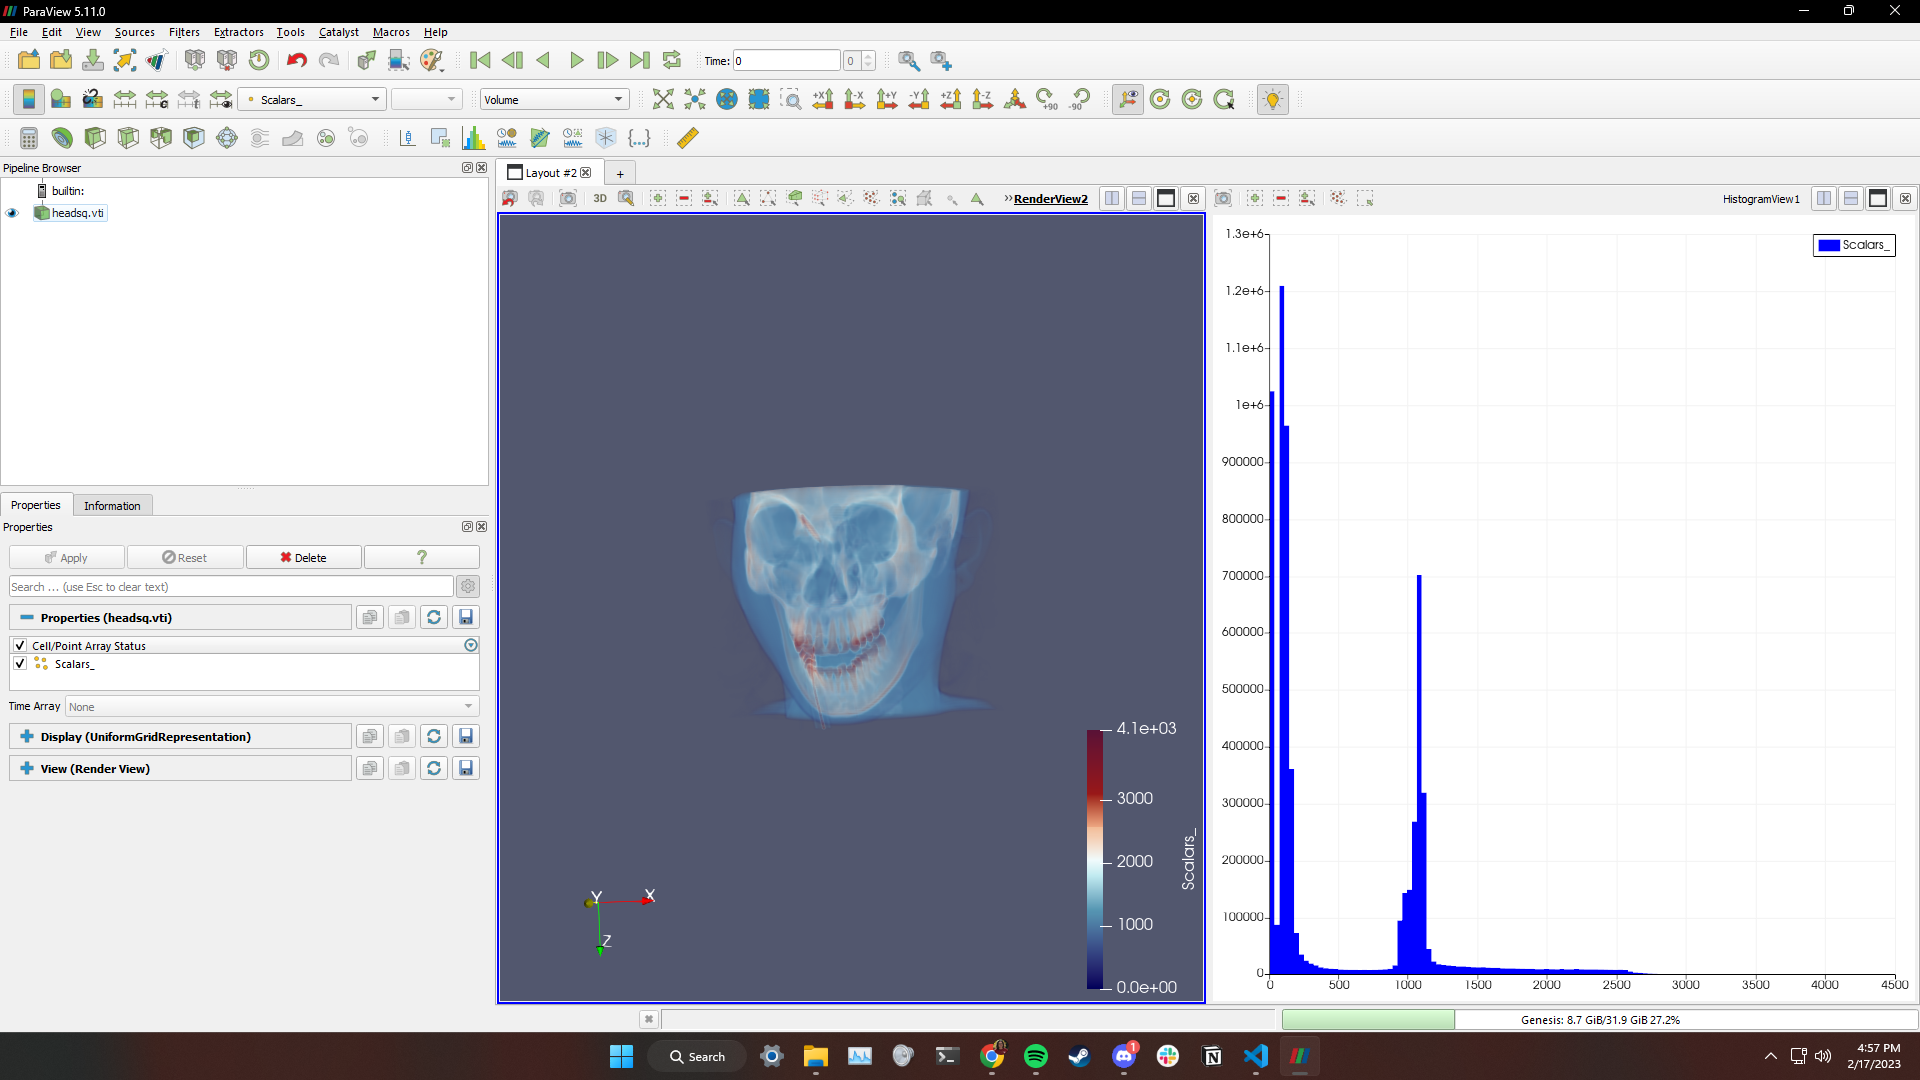 ParaView 5.11.0
File Edit View Sources Filters Extractors Tools Catalyst Macros Help
Time: 0 0
Scalars_ Volume +X -X +Y -Y +Z -Z +90 -90
Pipeline Browser
builtin:
headsq.vti
Layout #2 +
3D »RenderView2 HistogramView1
Properties Information
Properties
Apply Reset Delete ?
Search ... (use Esc to clear text)
Properties (headsq.vti)
Cell/Point Array Status
Scalars_
Time Array None
Display (UniformGridRepresentation)
View (Render View)
4.1e+03
3000
2000
1000
0.0e+00
Scalars_
Y X
Z
Scalars_
1.3e+6
1.2e+6
1.1e+6
1e+6
900000
800000
700000
600000
500000
400000
300000
200000
100000
0
0 500 1000 1500 2000 2500 3000 3500 4000 4500
Genesis: 8.7 GiB/31.9 GiB 27.2%
Search 1 4:57 PM
2/17/2023